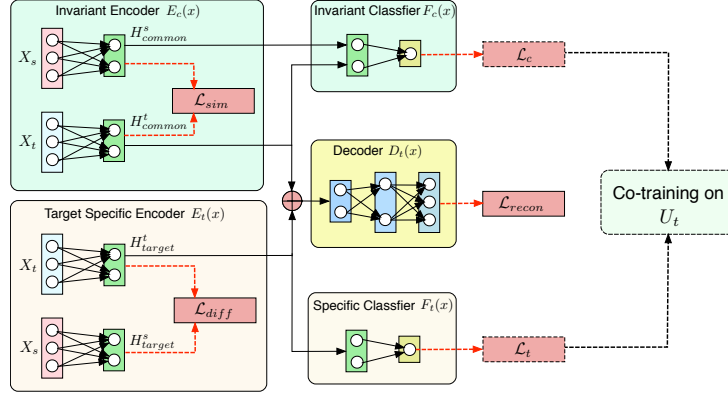 Invariant Encoder $E_c(x)$
$X_s$
$H^s_{common}$
$\mathcal{L}_{sim}$
$X_t$
$H^t_{common}$
Invariant Classfier $F_c(x)$
$\mathcal{L}_c$
Decoder $D_t(x)$
$\mathcal{L}_{recon}$
Co-training on
$U_t$
Target Specific Encoder $E_t(x)$
$X_t$
$H^t_{target}$
$\mathcal{L}_{diff}$
$X_s$
$H^s_{target}$
Specific Classfier $F_t(x)$
$\mathcal{L}_t$